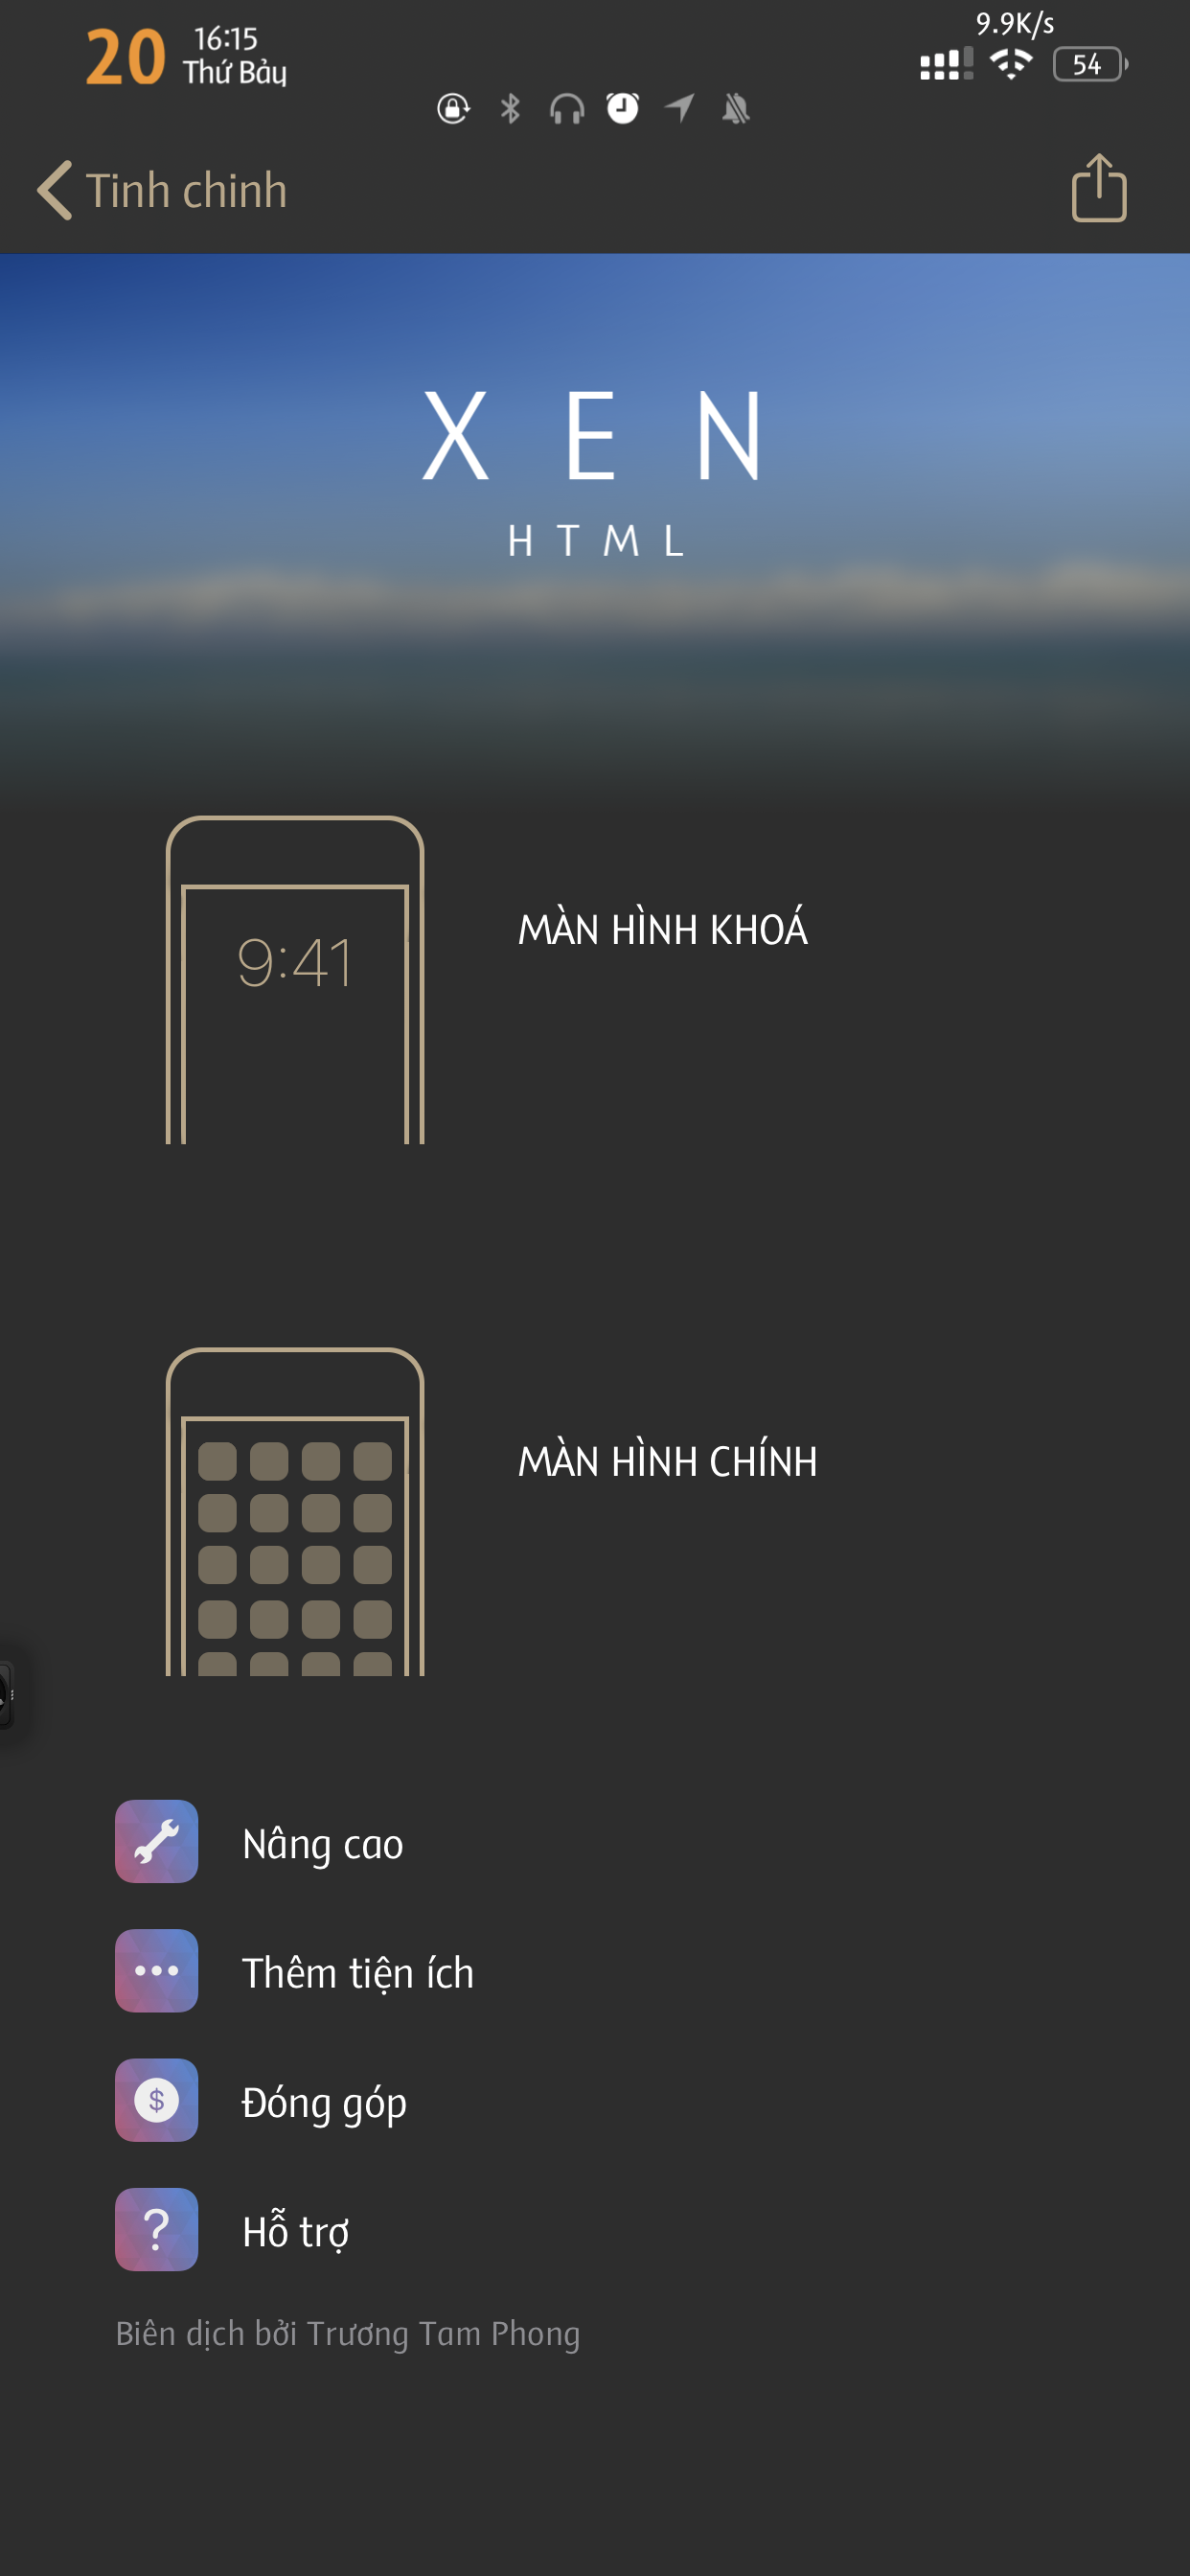 20
16:15
Thứ Bảy
9.9K/s
54
Tinh chinh
XEN
HTML
9:41
MÀN HÌNH KHOÁ
MÀN HÌNH CHÍNH
Nâng cao
Thêm tiện ích
$
Đóng góp
?
Hỗ trợ
Biên dịch bởi Trương Tam Phong